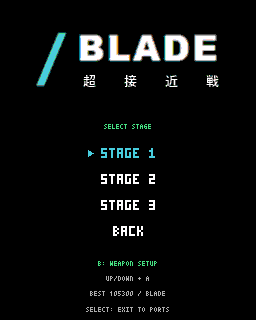 / BLADE
超接近戦
SELECT STAGE
STAGE 1
STAGE 2
STAGE 3
BACK
B: WEAPON SETUP
UP/DOWN + A
BEST 105300 / BLADE
SELECT: EXIT TO PORTS